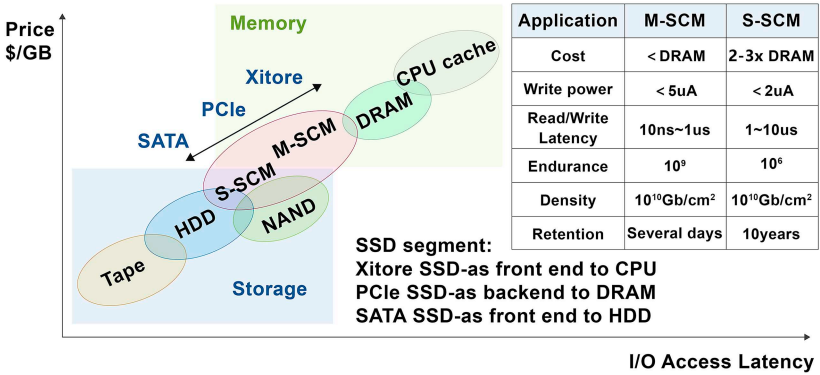 Price
$/GB
Memory
Xitore
PCIe
SATA
CPU cache
DRAM
M-SCM
S-SCM
NAND
HDD
Tape
Storage
Application M-SCM S-SCM
Cost <DRAM 2-3x DRAM
Write power <5uA <2uA
Read/Write Latency 10ns~1us 1~10us
Endurance 10⁹ 10⁶
Density 10¹⁰Gb/cm² 10¹⁰Gb/cm²
Retention Several days 10years
SSD segment:
Xitore SSD-as front end to CPU
PCIe SSD-as backend to DRAM
SATA SSD-as front end to HDD
I/O Access Latency